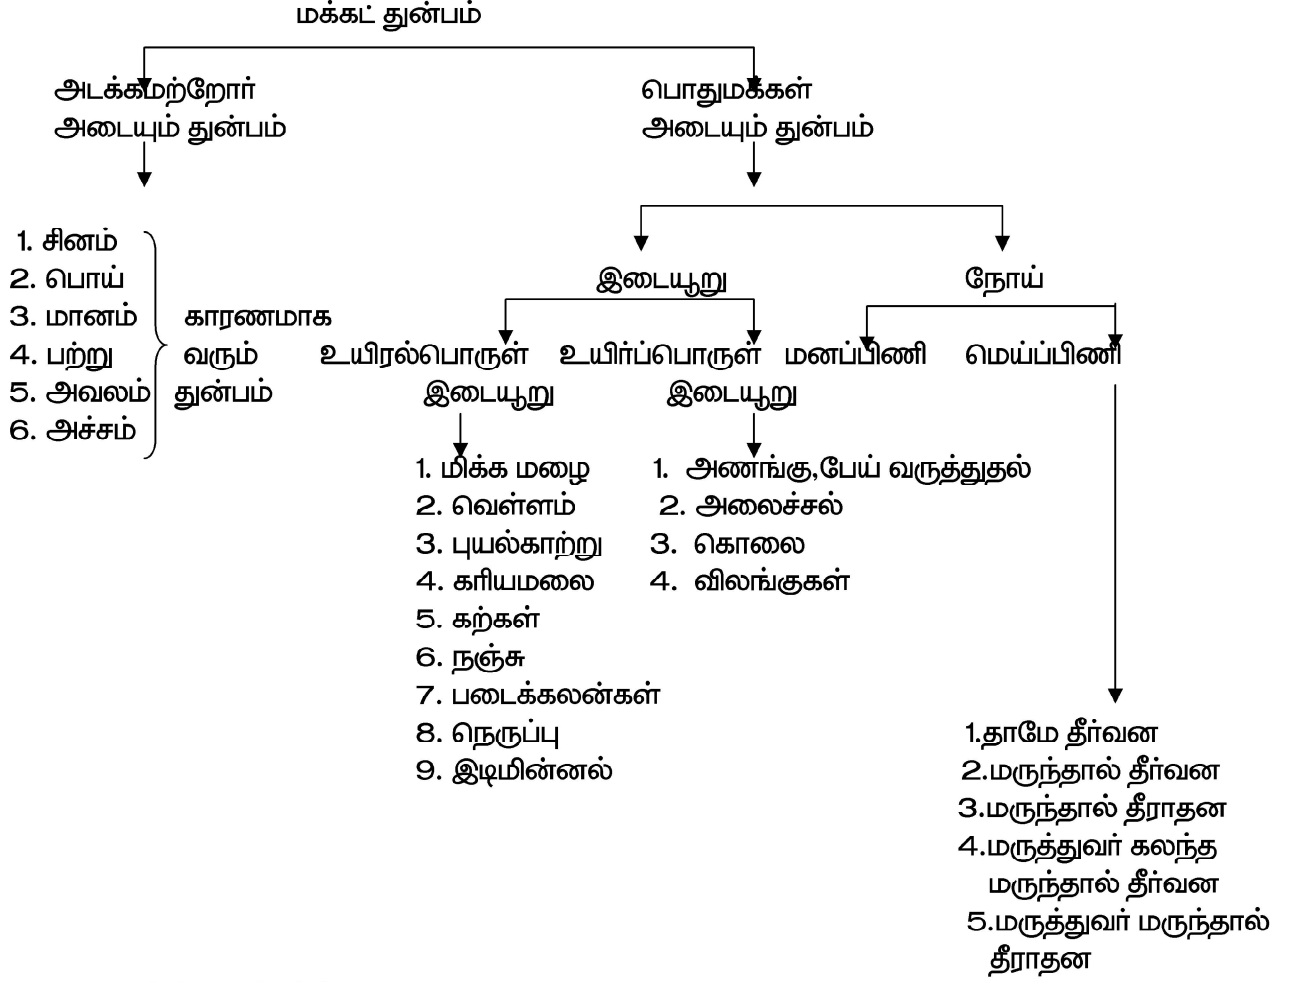 மக்கட் துன்பம்
அடக்கமற்றோர்
அடையும் துன்பம்
பொதுமக்கள்
அடையும் துன்பம்
1. சினம்
2. பொய்
3. மானம்
4. பற்று
5. அவலம்
6. அச்சம்
காரணமாக
வரும்
துன்பம்
இடையூறு
நோய்
உயிரல்பொருள்
இடையூறு
உயிர்ப்பொருள்
இடையூறு
மனப்பிணி
மெய்ப்பிணி
1. மிக்க மழை
2. வெள்ளம்
3. புயல்காற்று
4. கரியமலை
5. கற்கள்
6. நஞ்சு
7. படைக்கலன்கள்
8. நெருப்பு
9. இடிமின்னல்
1. அணங்கு,பேய் வருத்துதல்
2. அலைச்சல்
3. கொலை
4. விலங்குகள்
1.தாமே தீர்வன
2.மருந்தால் தீர்வன
3.மருந்தால் தீராதன
4.மருத்துவர் கலந்த
மருந்தால் தீர்வன
5.மருத்துவர் மருந்தால்
தீராதன